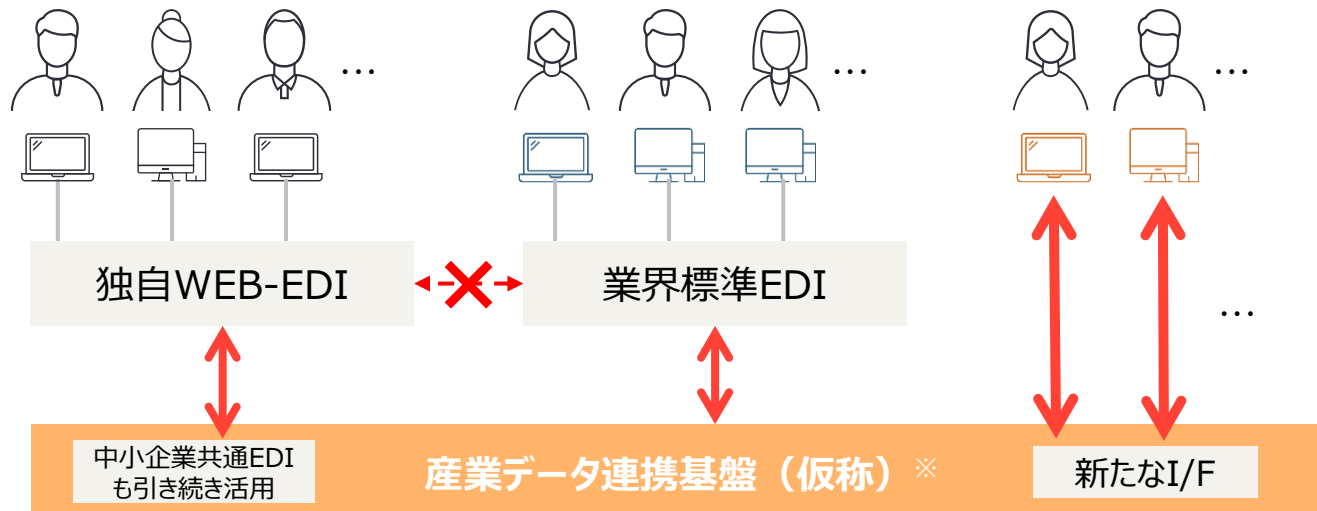 …
…
…
独自WEB-EDI
業界標準EDI
…
中小企業共通EDI
も引き続き活用
産業データ連携基盤（仮称）※
新たなI/F